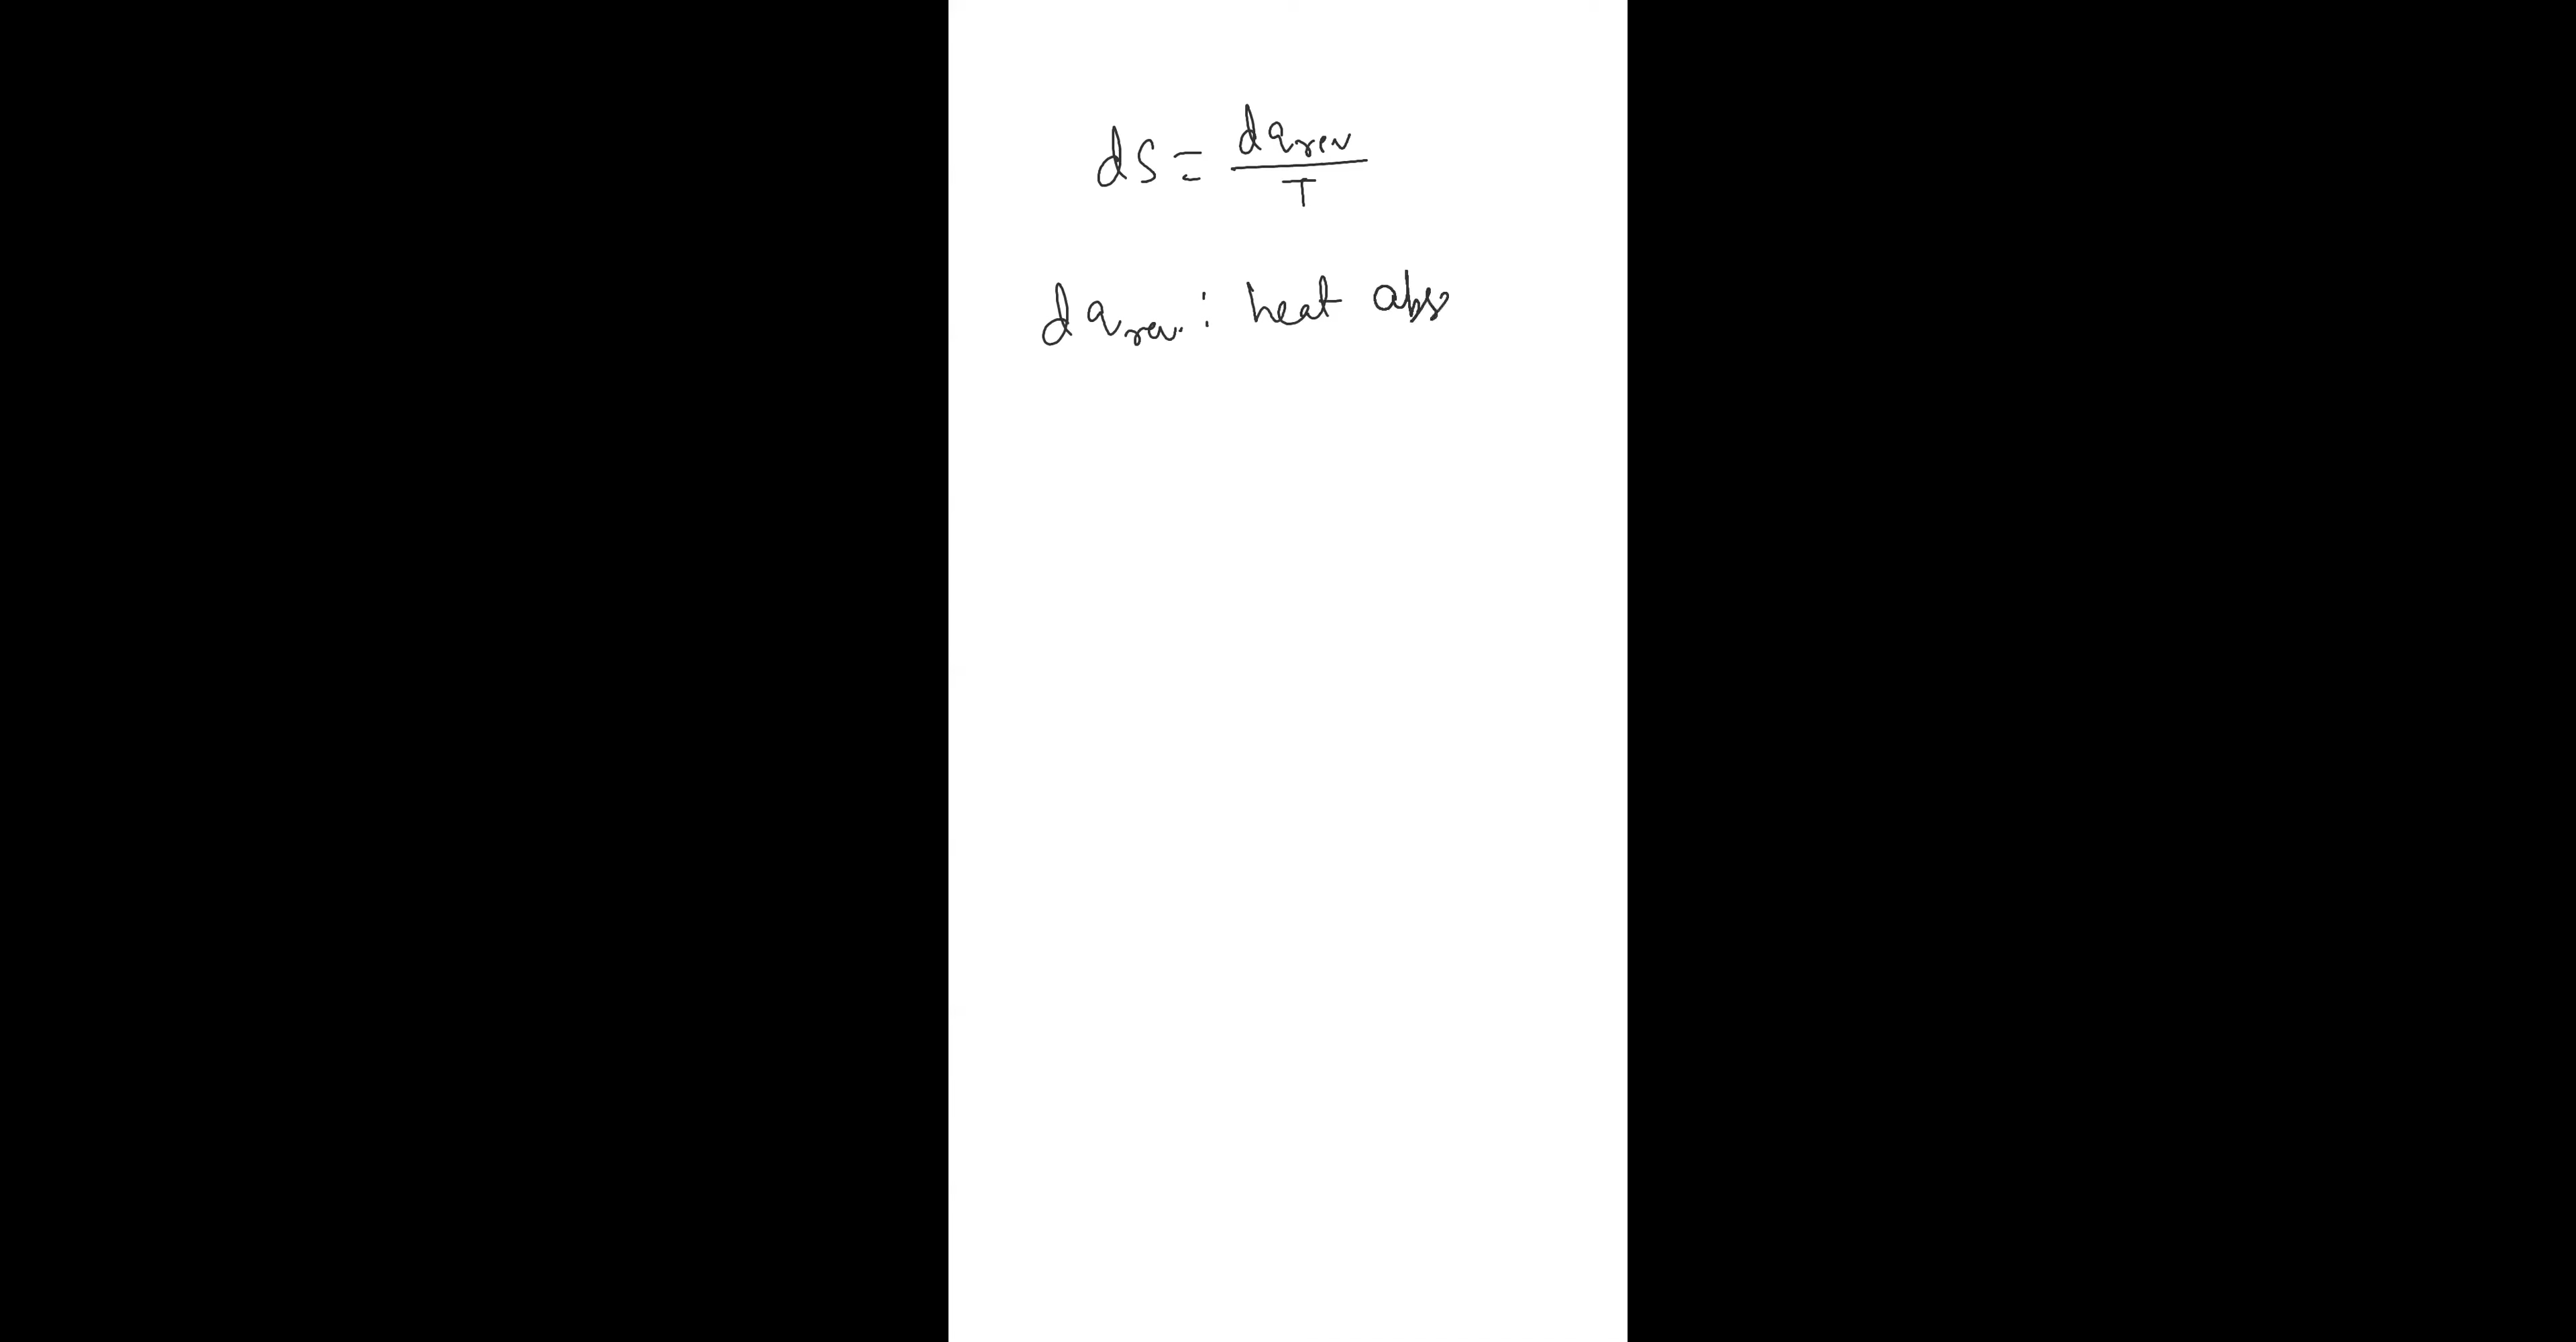 dS = dq_rev / T
dq_rev. : heat abs